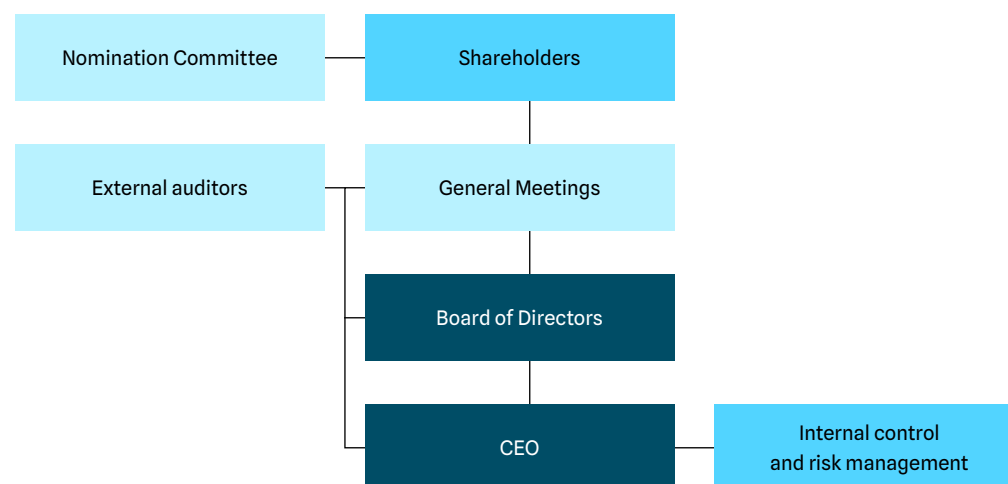 Nomination Committee
Shareholders
External auditors
General Meetings
Board of Directors
CEO
Internal control
and risk management